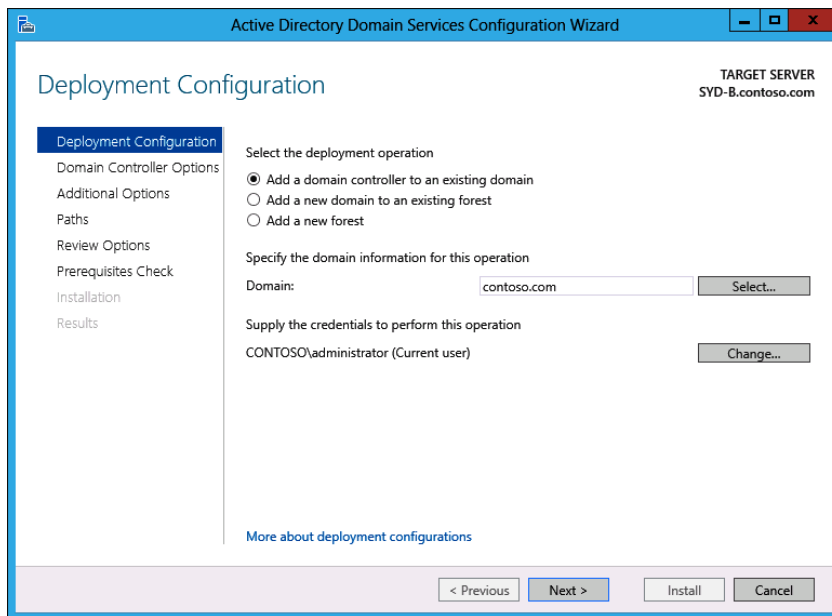 Active Directory Domain Services Configuration Wizard
Deployment Configuration
TARGET SERVER
SYD-B.contoso.com
Deployment Configuration
Domain Controller Options
Additional Options
Paths
Review Options
Prerequisites Check
Installation
Results
Select the deployment operation
Add a domain controller to an existing domain
Add a new domain to an existing forest
Add a new forest
Specify the domain information for this operation
Domain: contoso.com Select...
Supply the credentials to perform this operation
CONTOSO\administrator (Current user) Change...
More about deployment configurations
< Previous Next > Install Cancel